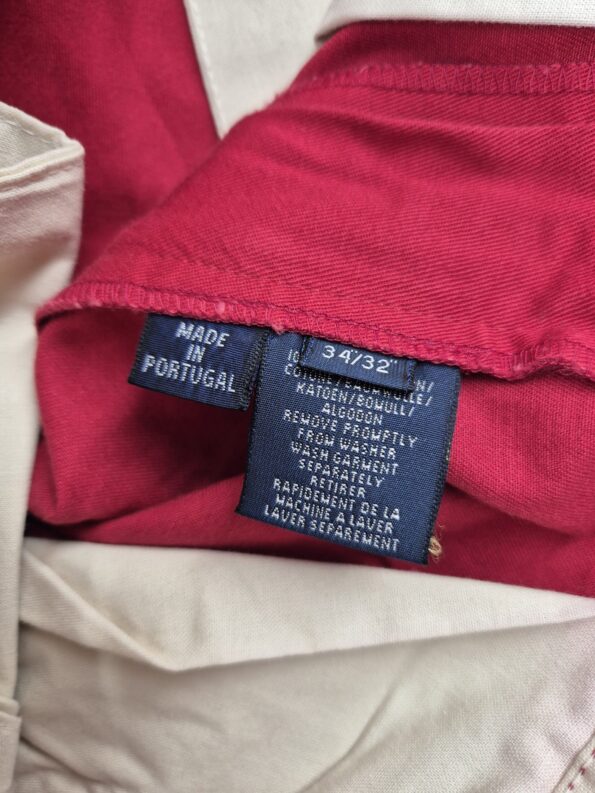 MADE
IN
PORTUGAL
34/32"
KATOEN/BOMULL/
ALGODON
REMOVE PROMPTLY
FROM WASHER
WASH GARMENT
SEPARATELY
RETIRER
RAPIDEMENT DE LA
MACHINE A LAVER
LAVER SEPAREMENT